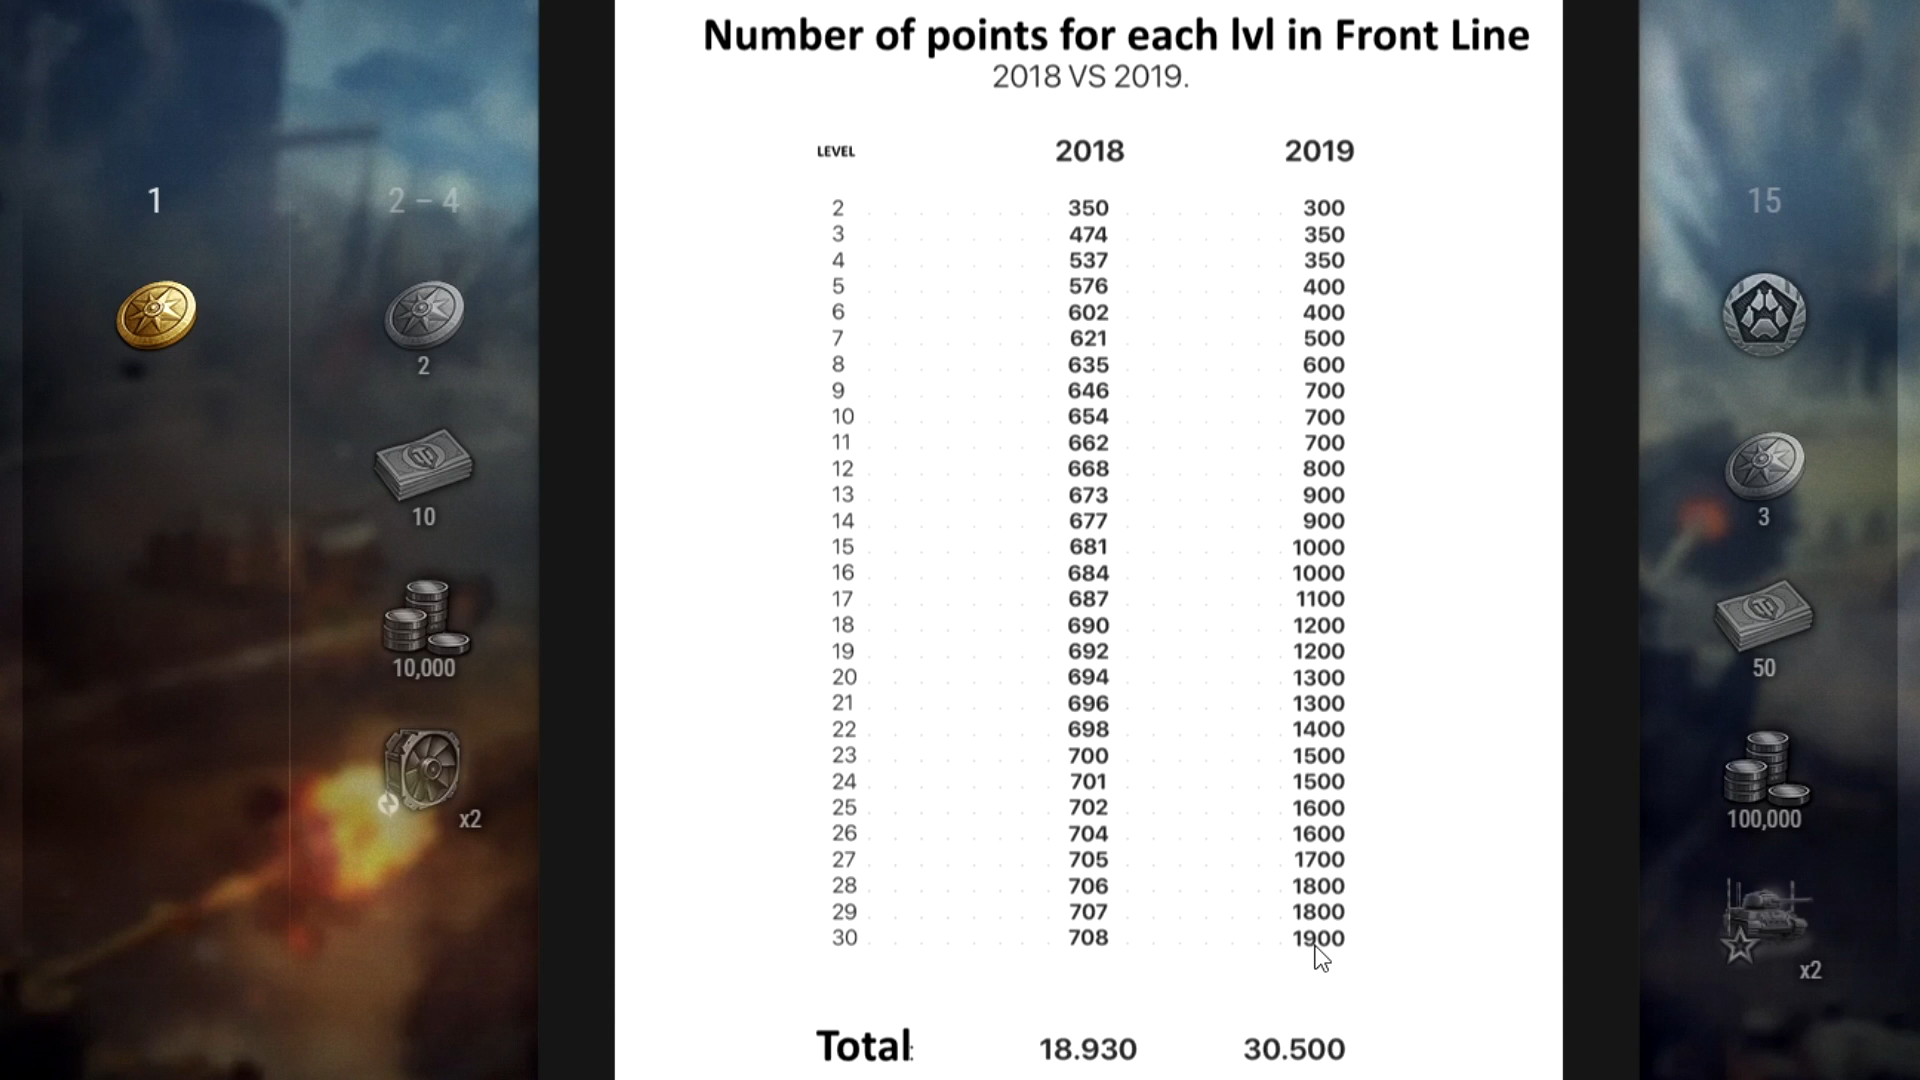 Number of points for each lvl in Front Line
2018 VS 2019.
LEVEL 2018 2019
2 350 300
3 474 350
4 537 350
5 576 400
6 602 400
7 621 500
8 635 600
9 646 700
10 654 700
11 662 700
12 668 800
13 673 900
14 677 900
15 681 1000
16 684 1000
17 687 1100
18 690 1200
19 692 1200
20 694 1300
21 696 1300
22 698 1400
23 700 1500
24 701 1500
25 702 1600
26 704 1600
27 705 1700
28 706 1800
29 707 1800
30 708 1900
Total: 18.930 30.500
1
2 – 4
2
10
10,000
x2
15
3
50
100,000
x2